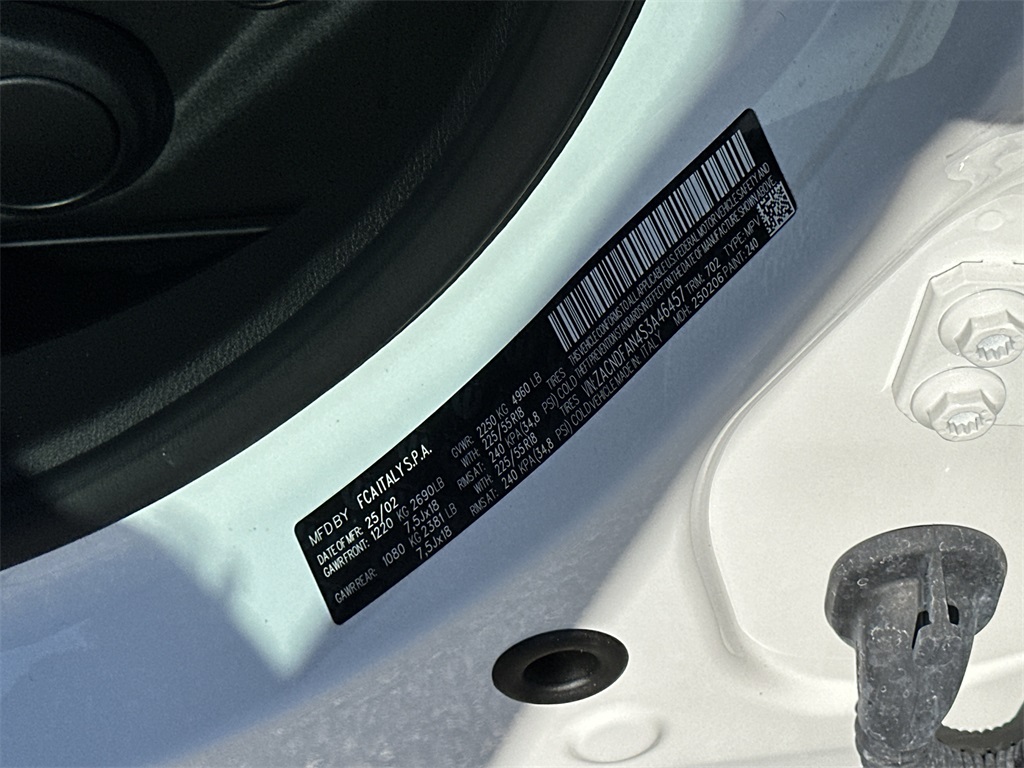 MFD BY FCA ITALY S.P.A.
DATE OF MFR: 25/02 GVWR: 2250 KG 4960 LB
GAWR FRONT: 1220 KG 2690LB WITH: 225/55R18 TIRES
7,5Jx18 RIMS AT: 240 KPA(34,8 PSI) COLD
GAWR REAR: 1080 KG 2381 LB WITH: 225/55R18 TIRES
7,5Jx18 RIMS AT: 240 KPA(34,8 PSI) COLD
THIS VEHICLE CONFORMS TO ALL APPLICABLE U.S. FEDERAL MOTOR VEHICLE SAFETY AND
THEFT PREVENTION STANDARDS IN EFFECT ON THE DATE OF MANUFACTURE SHOWN ABOVE
VIN: ZACNDFAN4S3A46457 TRIM: 702 TYPE: MPV
VEHICLE MADE IN: ITALY MDH: 250206 PAINT: 240